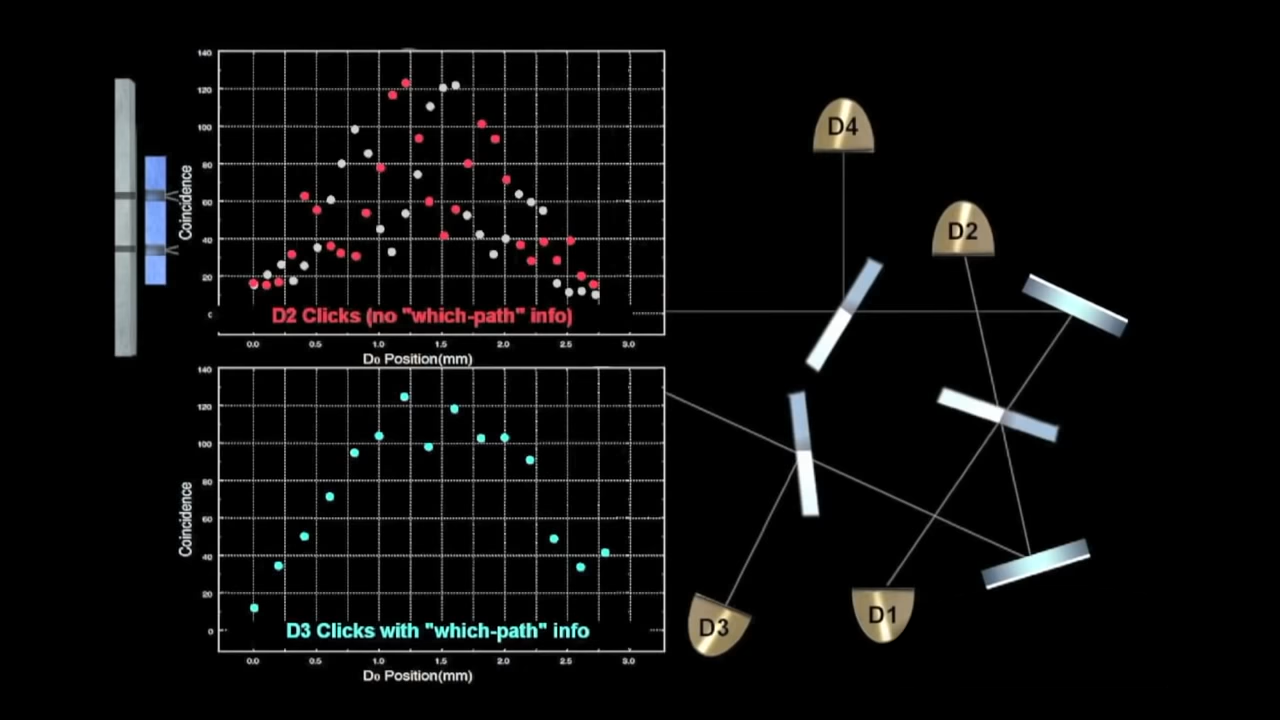 140
120
100
80
60
40
20
0
Coincidence
D2 Clicks (no "which-path" info)
0.0 0.5 1.0 1.5 2.0 2.5 3.0
D₀ Position(mm)
140
120
100
80
60
40
20
0
Coincidence
D3 Clicks with "which-path" info
0.0 0.5 1.0 1.5 2.0 2.5 3.0
D₀ Position(mm)
D4
D2
D3
D1